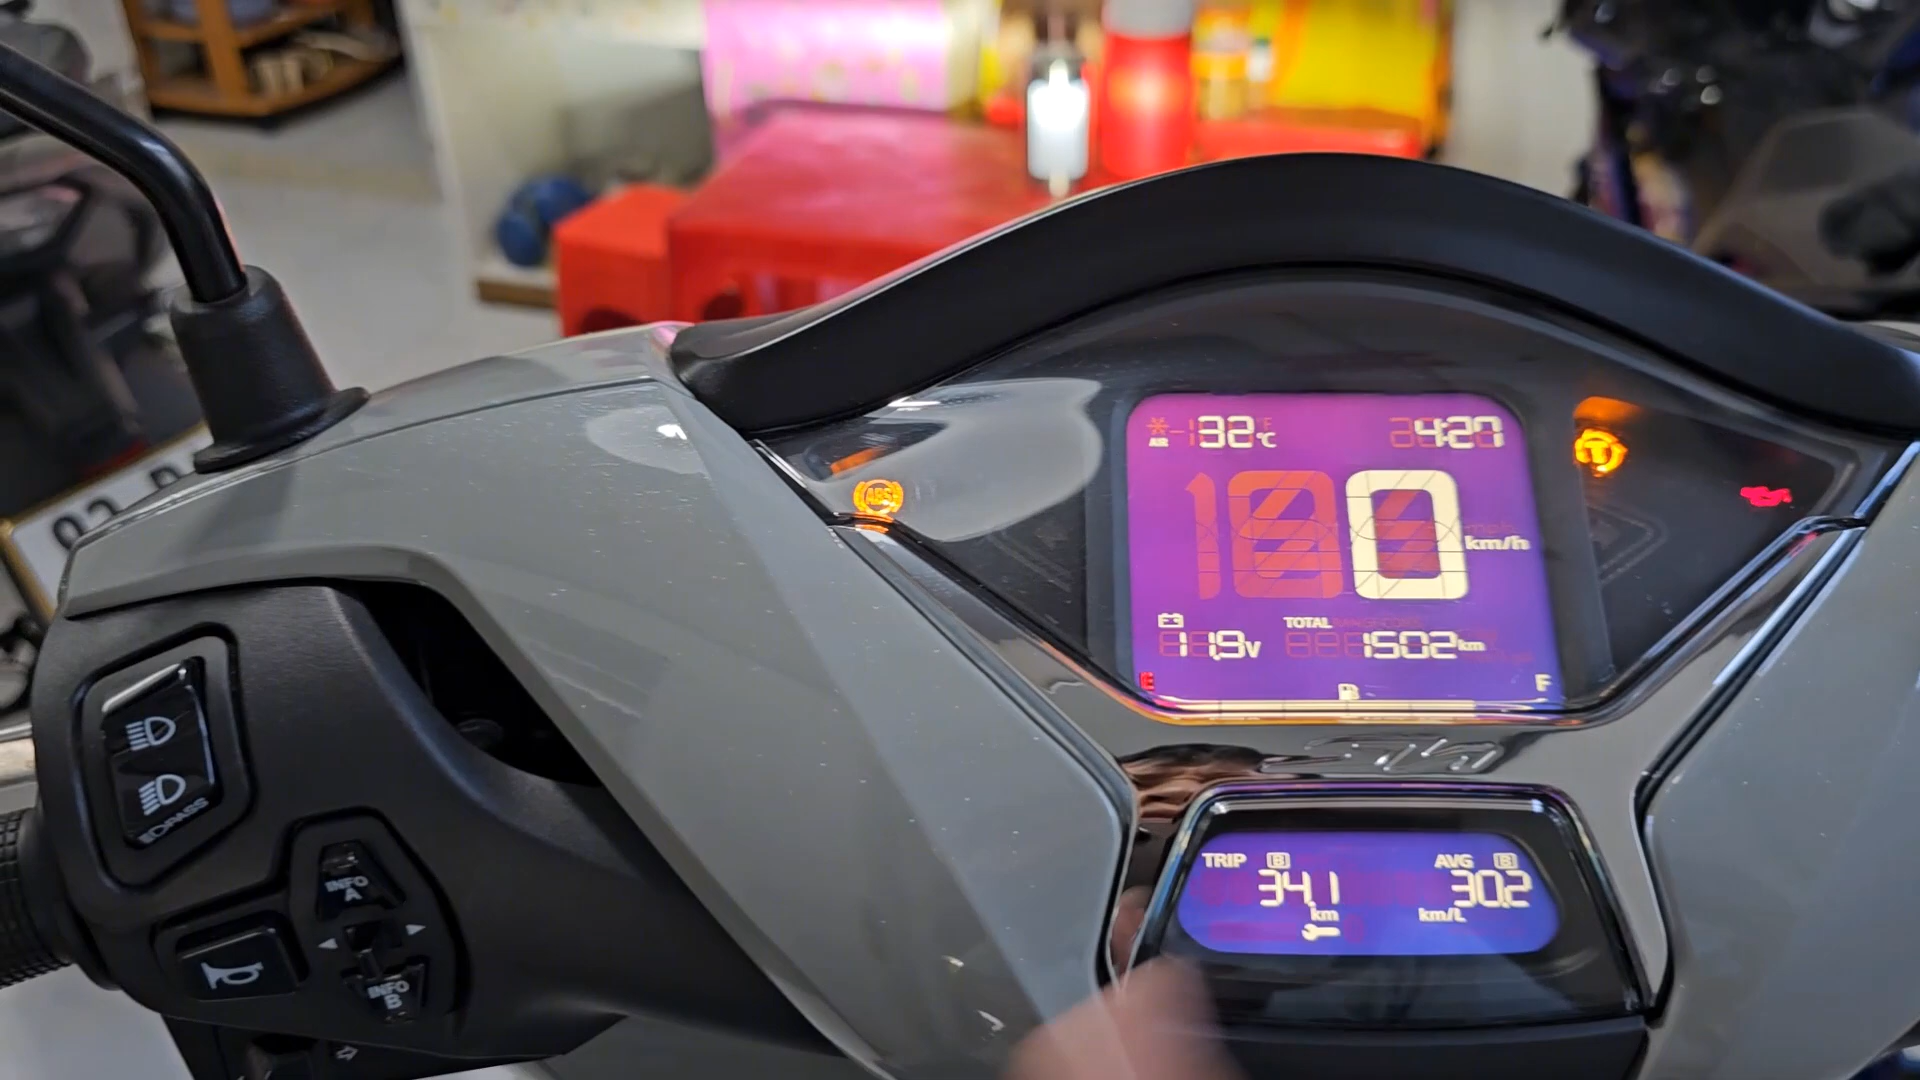 AIR 32 °C 4:27
ABS
0 km/h
11.9V
TOTAL
1502 km
E F
TRIP B AVG B
34.1 30.2
km km/L
PASS
INFO
A
INFO
B